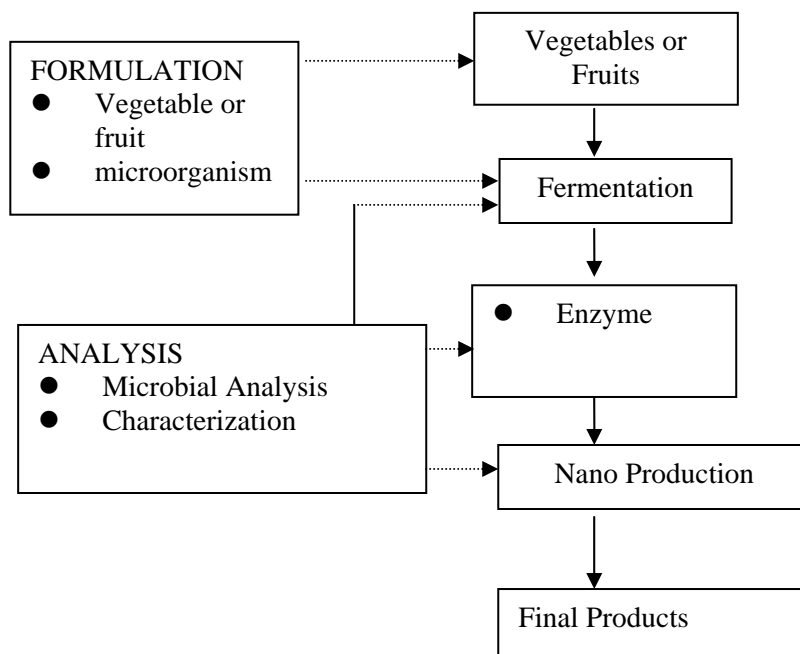 FORMULATION
● Vegetable or
fruit
● microorganism
ANALYSIS
● Microbial Analysis
● Characterization
Vegetables or
Fruits
Fermentation
● Enzyme
Nano Production
Final Products